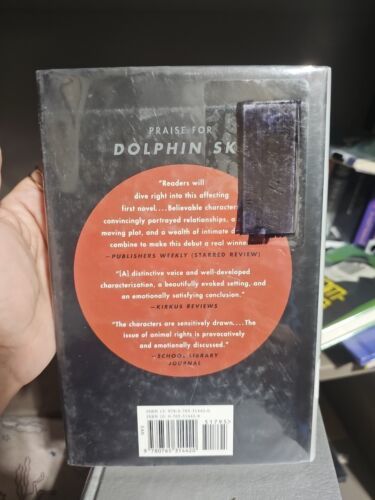 PRAISE FOR
DOLPHIN SK
"Readers will
dive right into this affecting
first novel.... Believable character
convincingly portrayed relationships, a
moving plot, and a wealth of intimate d
combine to make this debut a real winne
—PUBLISHERS WEEKLY (STARRED REVIEW)
"[A] distinctive voice and well-developed
characterization, a beautifully evoked setting, and
an emotionally satisfying conclusion."
—KIRKUS REVIEWS
"The characters are sensitively drawn.... The
issue of animal rights is provocatively
and emotionally discussed."
—SCHOOL LIBRARY
JOURNAL
51795